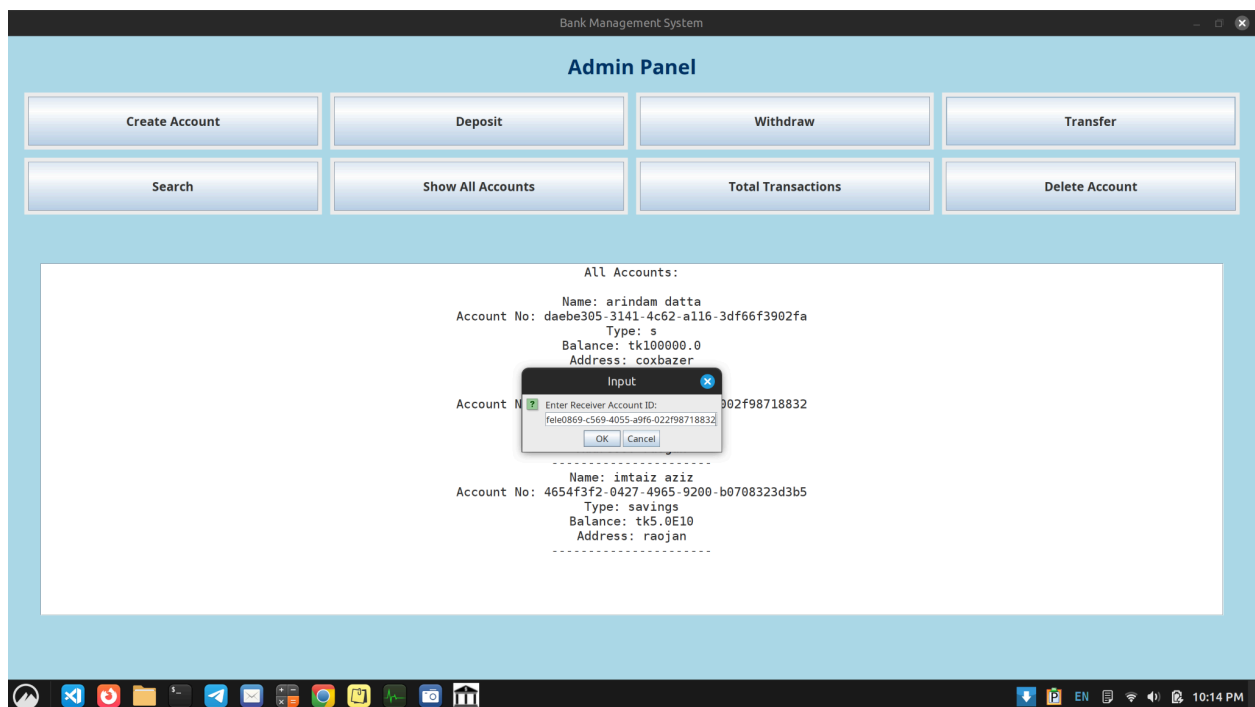 Bank Management System
Admin Panel
Create Account
Deposit
Withdraw
Transfer
Search
Show All Accounts
Total Transactions
Delete Account
All Accounts:
Name: arindam datta
Account No: daebe305-3141-4c62-a116-3df66f3902fa
Type: s
Balance: tk100000.0
Address: coxbazer
Input
Account N
002f98718832
Enter Receiver Account ID:
fele0869-c569-4055-a9f6-022f98718832
OK
Cancel
-----------------------
Name: imtaiz aziz
Account No: 4654f3f2-0427-4965-9200-b0708323d3b5
Type: savings
Balance: tk5.0E10
Address: raojan
-----------------------
EN
10:14 PM